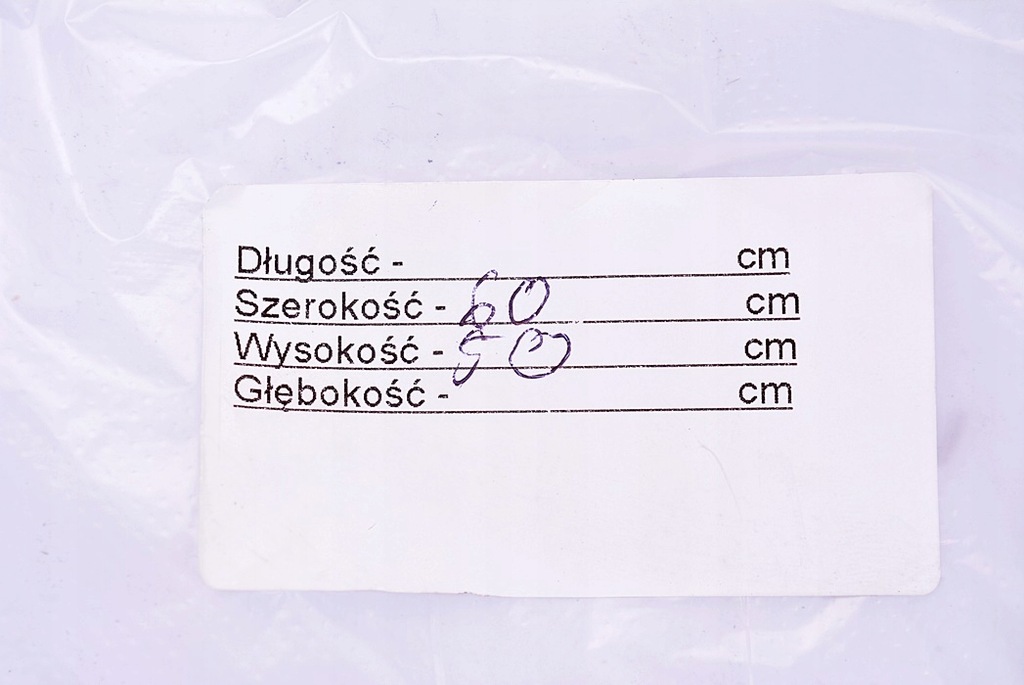 Długość - cm
Szerokość - 60 cm
Wysokość - 50 cm
Głębokość - cm